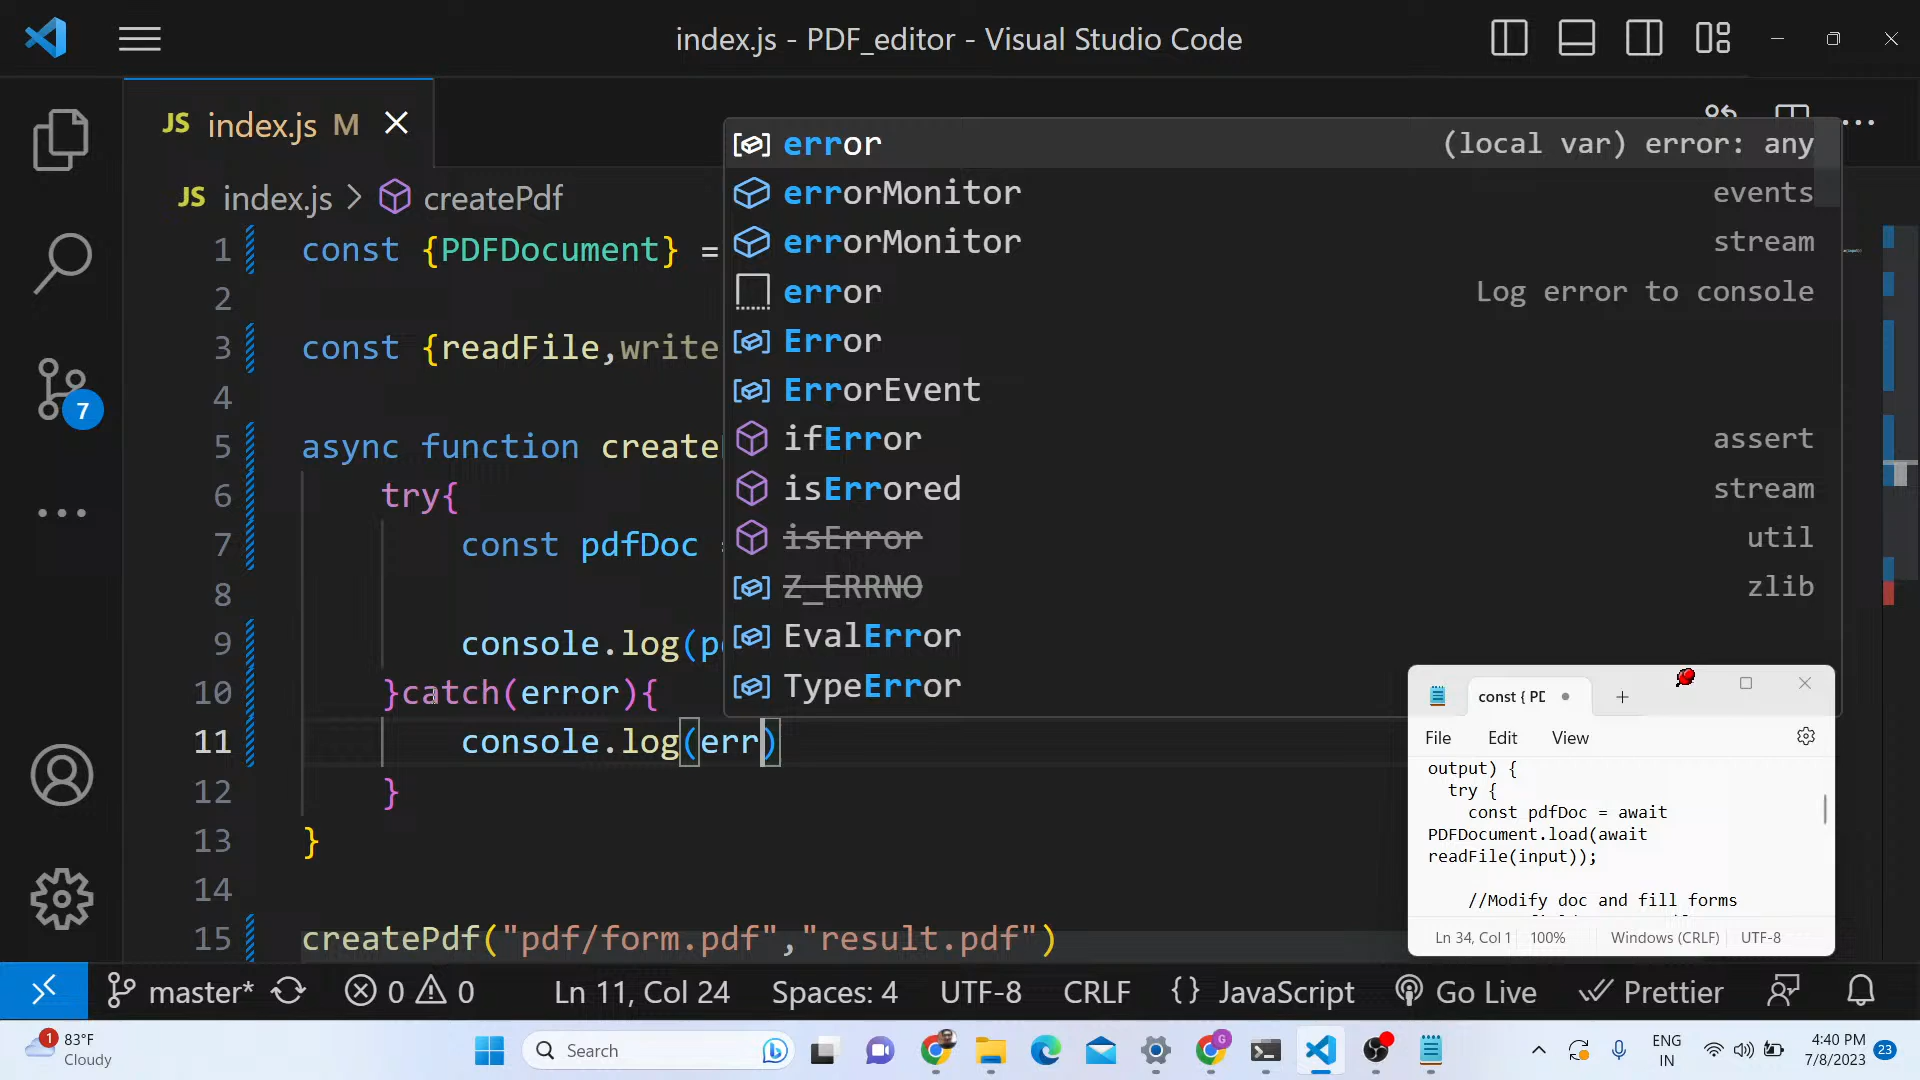 index.js - PDF_editor - Visual Studio Code
JS index.js M
JS index.js > createPdf
1 const {PDFDocument} =
2
3 const {readFile,write
4
5 async function create
6 try{
7 const pdfDoc
8
9 console.log(p
10 }catch(error){
11 console.log(err)
12 }
13 }
14
15 createPdf("pdf/form.pdf","result.pdf")
error (local var) error: any
errorMonitor events
errorMonitor stream
error Log error to console
Error
ErrorEvent
ifError assert
isErrored stream
isError util
Z_ERRNO zlib
EvalError
TypeError
7
const { PD
File Edit View
output) {
try {
const pdfDoc = await
PDFDocument.load(await
readFile(input));
//Modify doc and fill forms
Ln 34, Col 1 100% Windows (CRLF) UTF-8
master* 0 0 Ln 11, Col 24 Spaces: 4 UTF-8 CRLF {} JavaScript Go Live Prettier
1 83°F
Cloudy
Search
ENG
IN
4:40 PM
7/8/2023 23